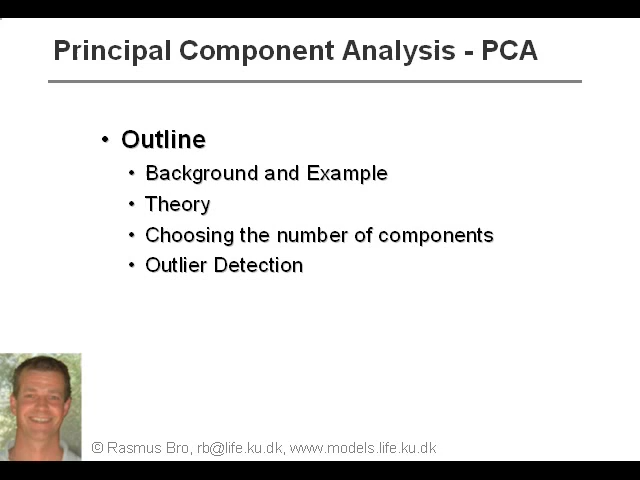 Principal Component Analysis - PCA
• Outline
• Background and Example
• Theory
• Choosing the number of components
• Outlier Detection
© Rasmus Bro, rb@life.ku.dk, www.models.life.ku.dk